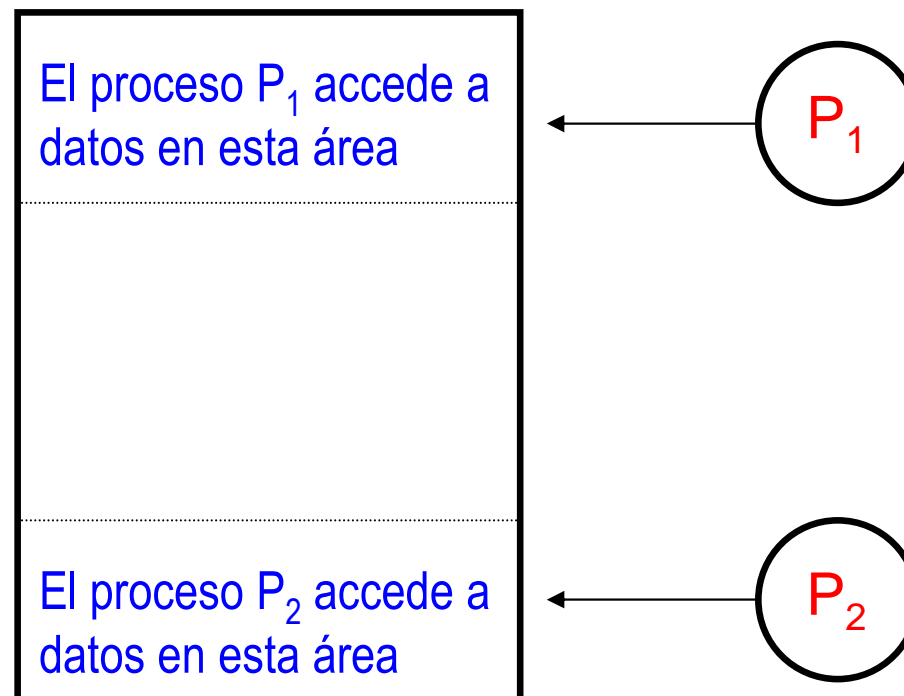 El proceso P₁ accede a
datos en esta área
P₁
El proceso P₂ accede a
datos en esta área
P₂